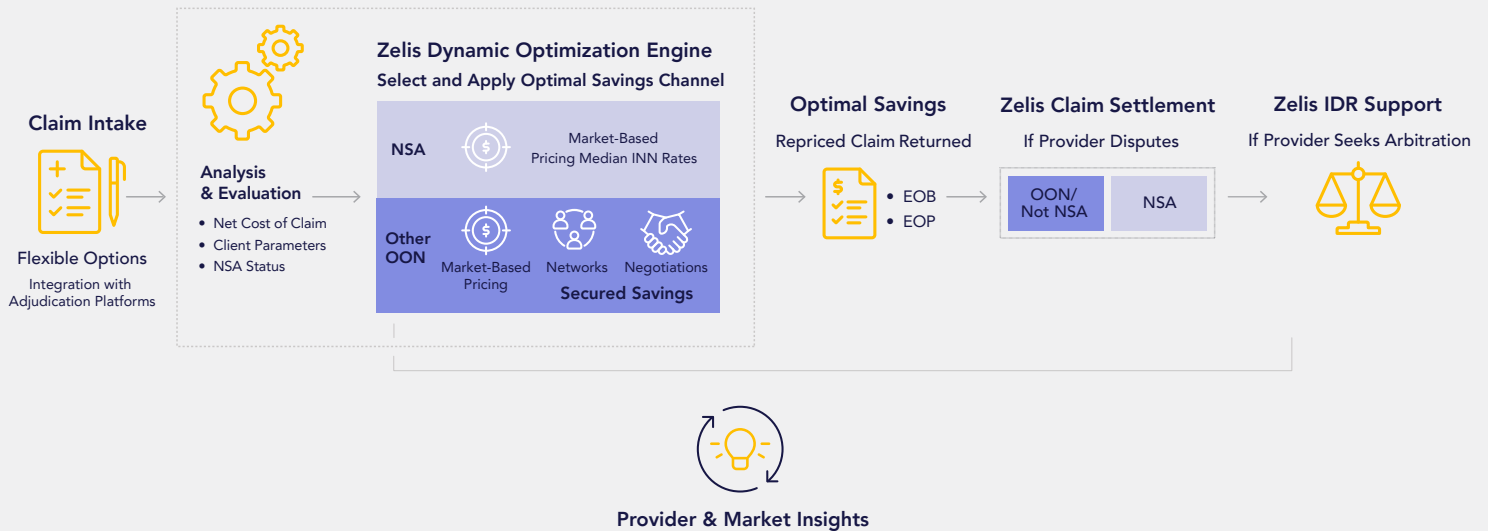 Claim Intake
Flexible Options
Integration with
Adjudication Platforms
Analysis
& Evaluation
• Net Cost of Claim
• Client Parameters
• NSA Status
Zelis Dynamic Optimization Engine
Select and Apply Optimal Savings Channel
NSA
$
Market-Based
Pricing Median INN Rates
Other
OON
$
Market-Based
Pricing
Networks
Negotiations
Secured Savings
Optimal Savings
Repriced Claim Returned
$
• EOB
• EOP
Zelis Claim Settlement
If Provider Disputes
OON/
Not NSA
NSA
Zelis IDR Support
If Provider Seeks Arbitration
Provider & Market Insights